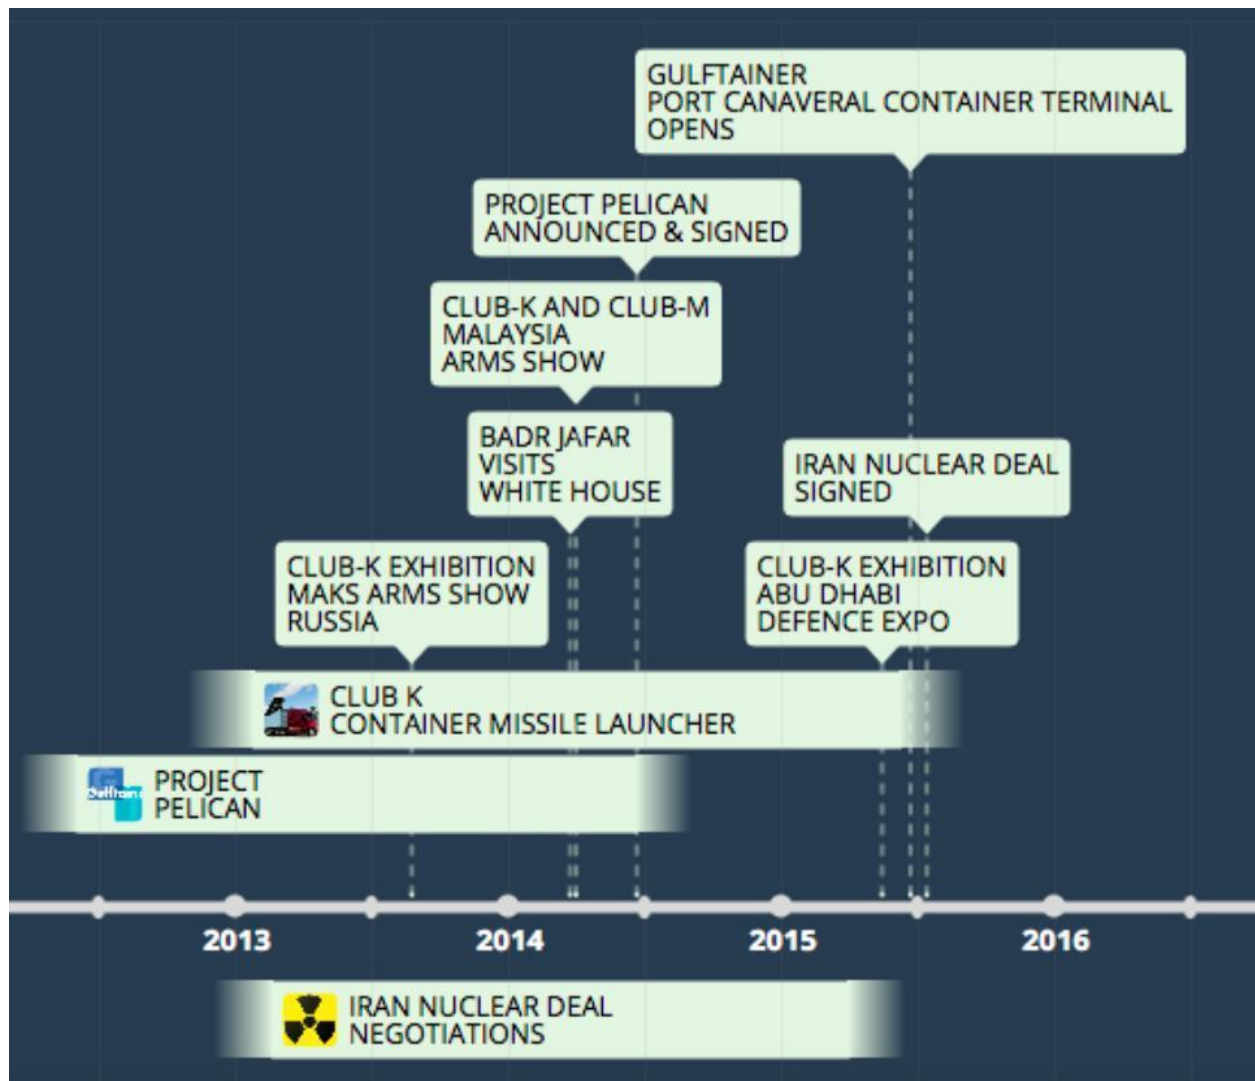 GULFTAINER
PORT CANAVERAL CONTAINER TERMINAL
OPENS
PROJECT PELICAN
ANNOUNCED & SIGNED
CLUB-K AND CLUB-M
MALAYSIA
ARMS SHOW
BADR JAFAR
VISITS
WHITE HOUSE
IRAN NUCLEAR DEAL
SIGNED
CLUB-K EXHIBITION
MAKS ARMS SHOW
RUSSIA
CLUB-K EXHIBITION
ABU DHABI
DEFENCE EXPO
CLUB K
CONTAINER MISSILE LAUNCHER
PROJECT
PELICAN
2013
2014
2015
2016
IRAN NUCLEAR DEAL
NEGOTIATIONS